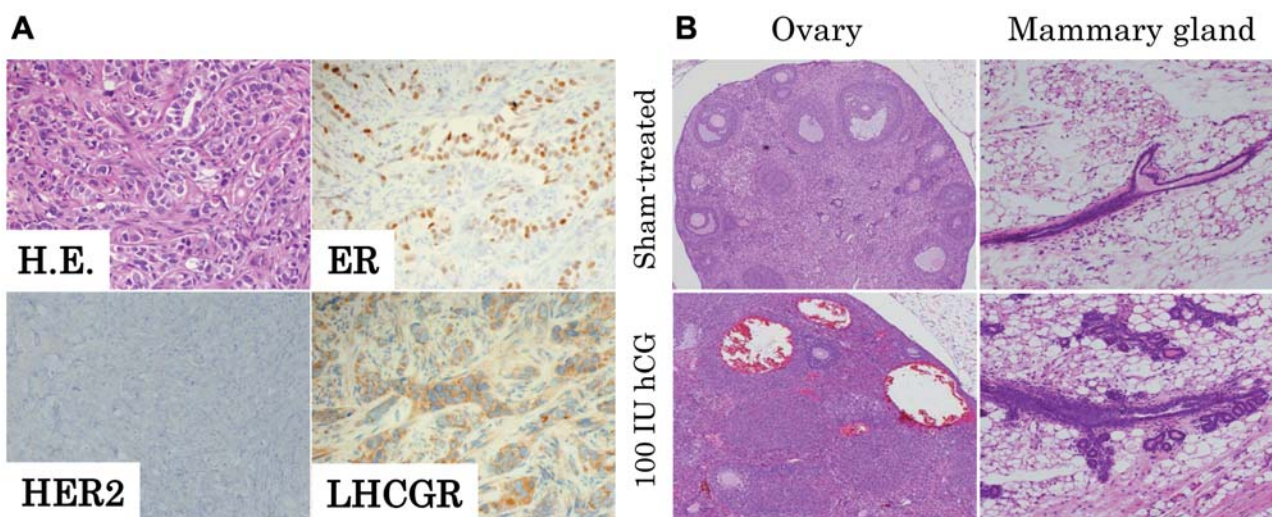 A
H.E.
ER
HER2
LHCGR
B
Ovary
Mammary gland
Sham-treated
100 IU hCG